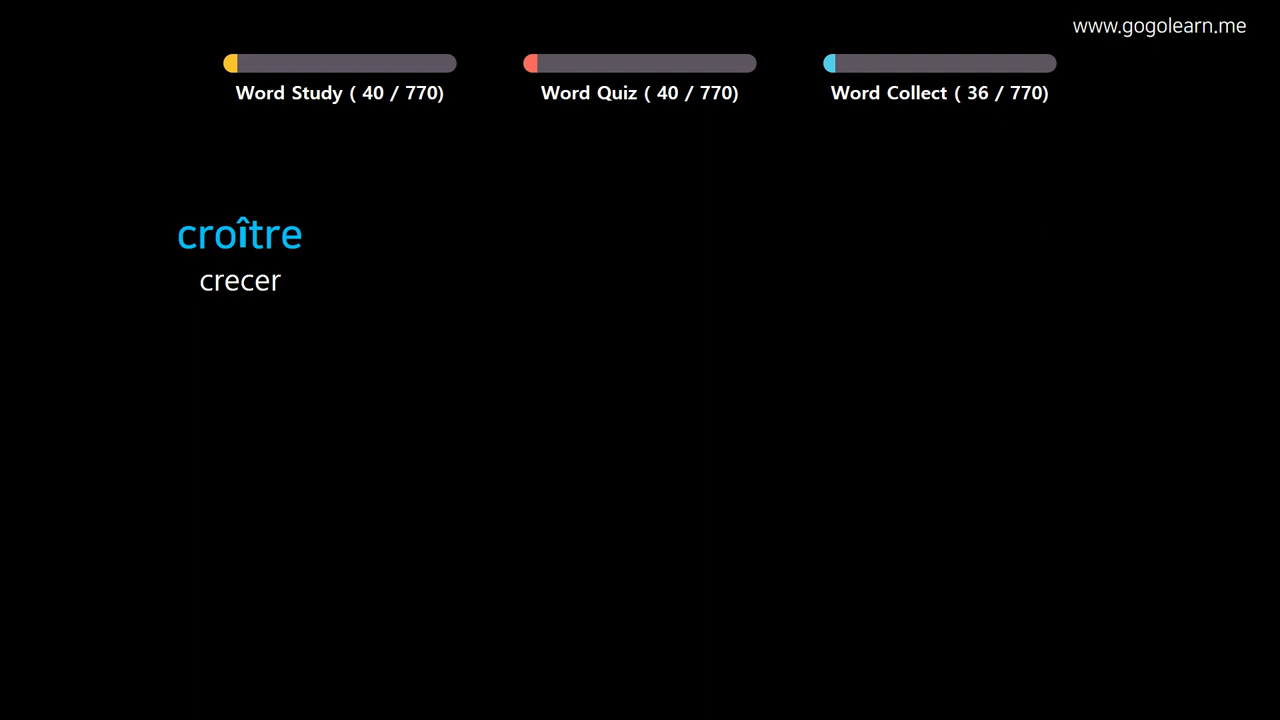 www.gogolearn.me
Word Study ( 40 / 770)
Word Quiz ( 40 / 770)
Word Collect ( 36 / 770)
croître
crecer